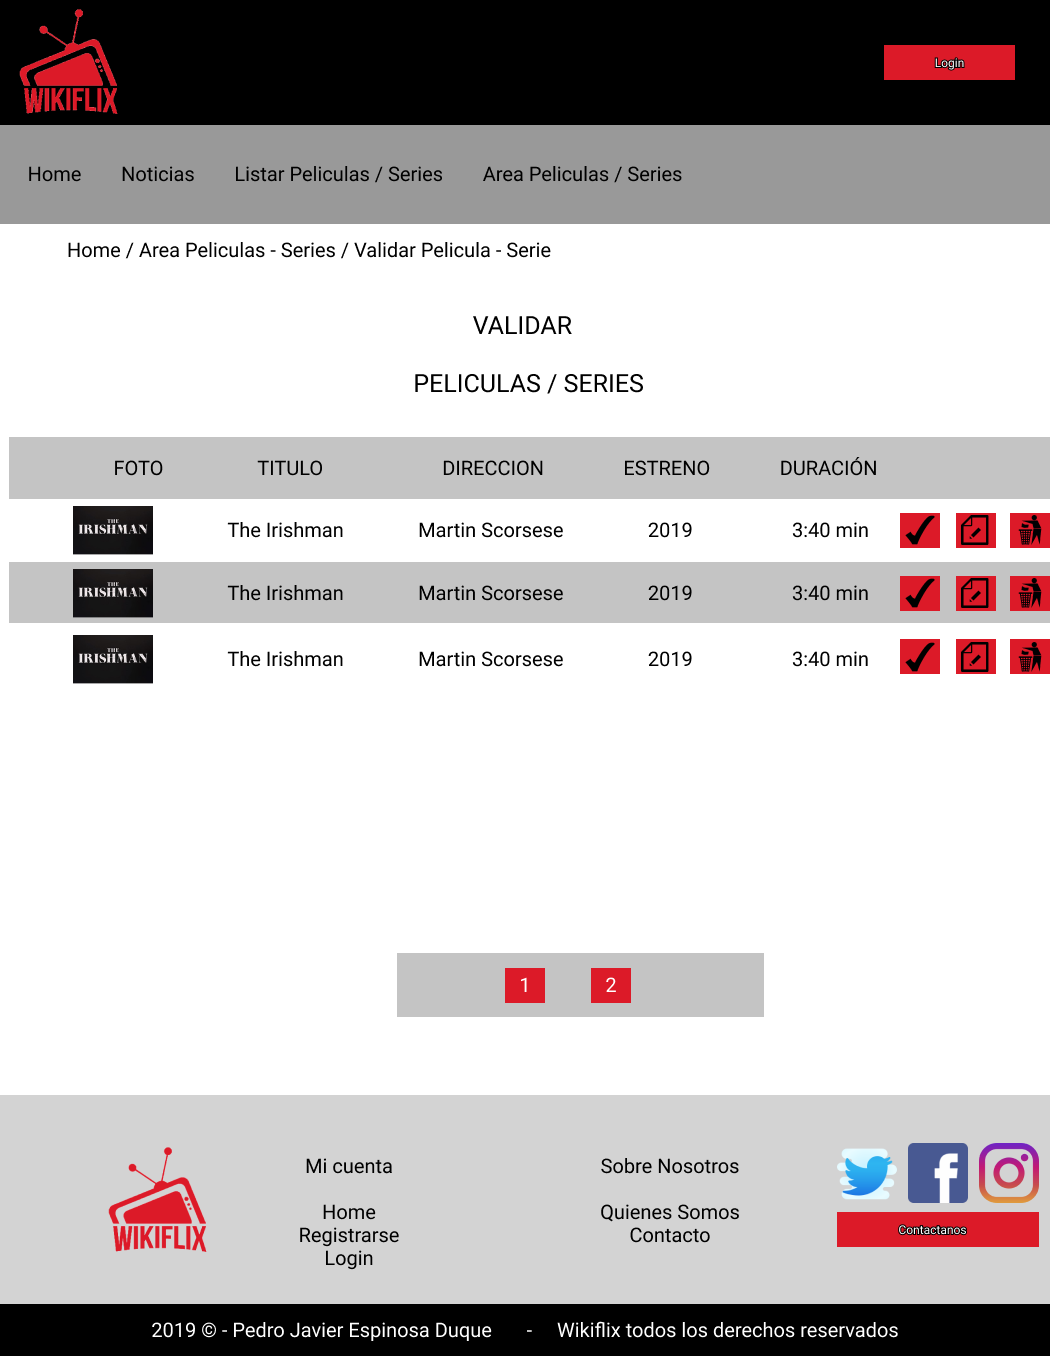 WIKIFLIX
Login
Home Noticias Listar Peliculas / Series Area Peliculas / Series
Home / Area Peliculas - Series / Validar Pelicula - Serie
VALIDAR
PELICULAS / SERIES
FOTO TITULO DIRECCION ESTRENO DURACIÓN
THE
IRISHMAN The Irishman Martin Scorsese 2019 3:40 min
THE
IRISHMAN The Irishman Martin Scorsese 2019 3:40 min
THE
IRISHMAN The Irishman Martin Scorsese 2019 3:40 min
1 2
WIKIFLIX
Mi cuenta
Home
Registrarse
Login
Sobre Nosotros
Quienes Somos
Contacto
Contactanos
2019 © - Pedro Javier Espinosa Duque - Wikiflix todos los derechos reservados